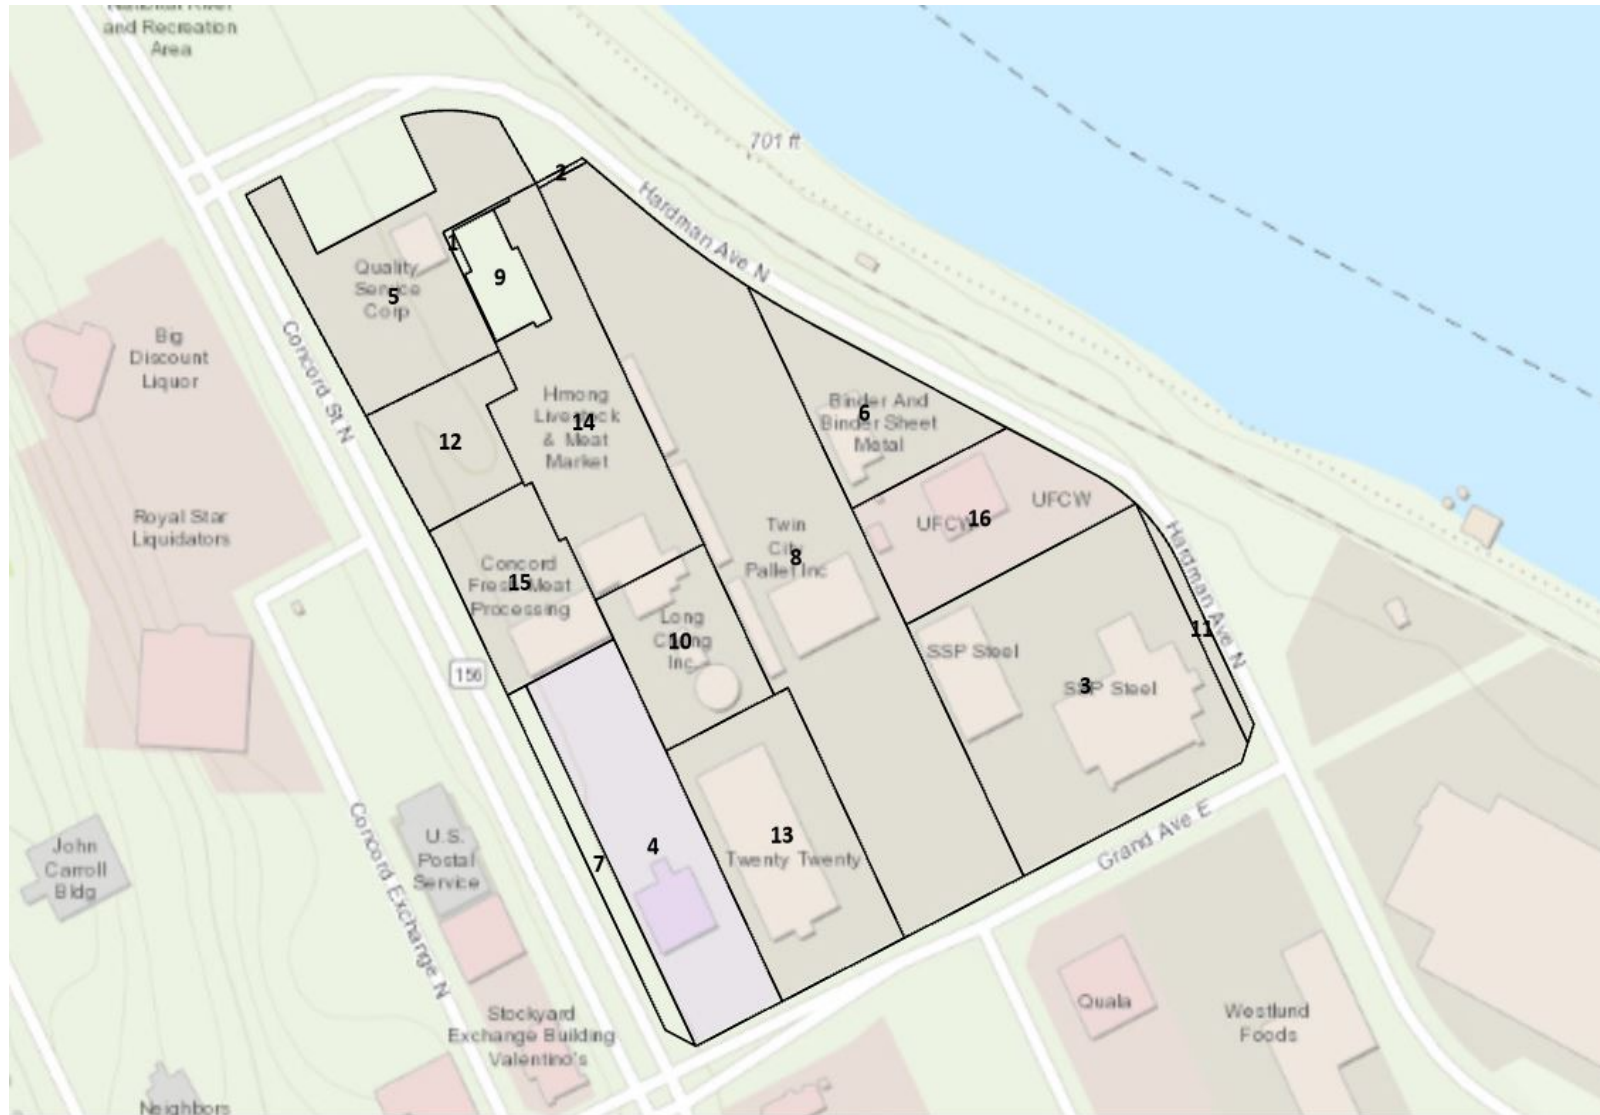 National River
and Recreation
Area
701 ft
2
Hardman Ave N
1
9
Quality
Service
Corp
5
Big
Discount
Liquor
Concord St N
Hmong
Livestock
& Meat
Market
14
12
Binder And
Binder Sheet
Metal
6
UFCW
UFCW
16
Royal Star
Liquidators
Twin
City
Pallet Inc
8
Hardman Ave N
11
Concord
Fresh Meat
Processing
15
Long
Inc
10
SSP Steel
SSP Steel
3
156
John
Carroll
Bldg
U.S.
Postal
Service
Concord Exchange N
7
4
13
Twenty Twenty
Grand Ave E
Stockyard
Exchange Building
Valentino's
Quala
Westlund
Foods
Neighbors